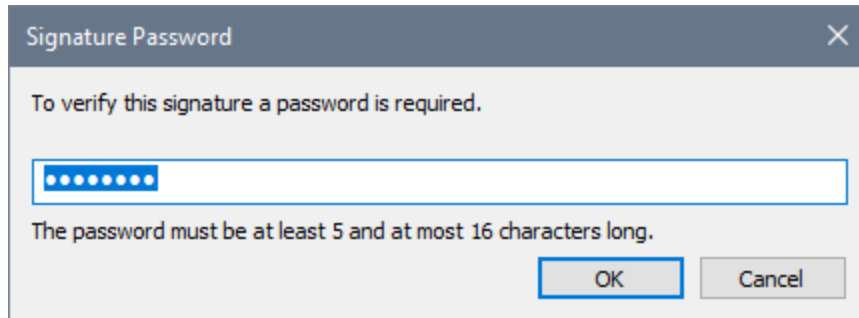 Signature Password
To verify this signature a password is required.
••••••••
The password must be at least 5 and at most 16 characters long.
OK Cancel